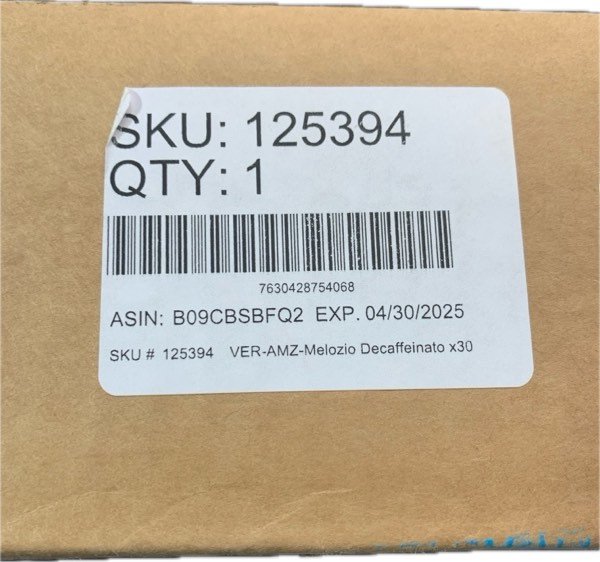 SKU: 125394
QTY: 1
7630428754068
ASIN: B09CBSBFQ2 EXP. 04/30/2025
SKU # 125394 VER-AMZ-Melozio Decaffeinato x30